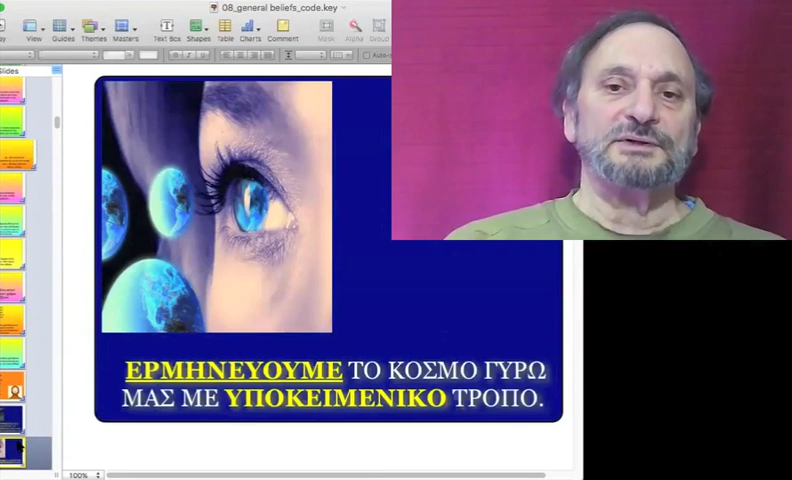 08_general beliefs_code.key
View Guides Themes Masters Text Box Shapes Table Charts Comment Mask Alpha Group
Slides
ΕΡΜΗΝΕΥΟΥΜΕ ΤΟ ΚΟΣΜΟ ΓΥΡΩ
ΜΑΣ ΜΕ ΥΠΟΚΕΙΜΕΝΙΚΟ ΤΡΟΠΟ.
100%